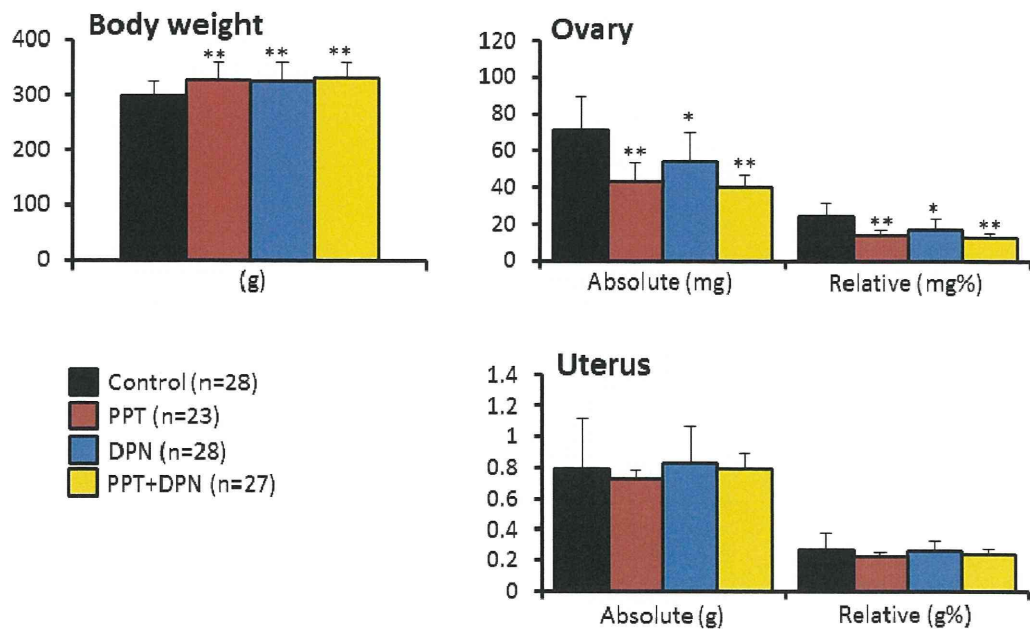 Body weight
400
300
200
100
0
** ** **
(g)
Ovary
120
100
80
60
40
20
0
** * ** ** * **
Absolute (mg) Relative (mg%)
Control (n=28)
PPT (n=23)
DPN (n=28)
PPT+DPN (n=27)
Uterus
1.4
1.2
1
0.8
0.6
0.4
0.2
0
Absolute (g) Relative (g%)